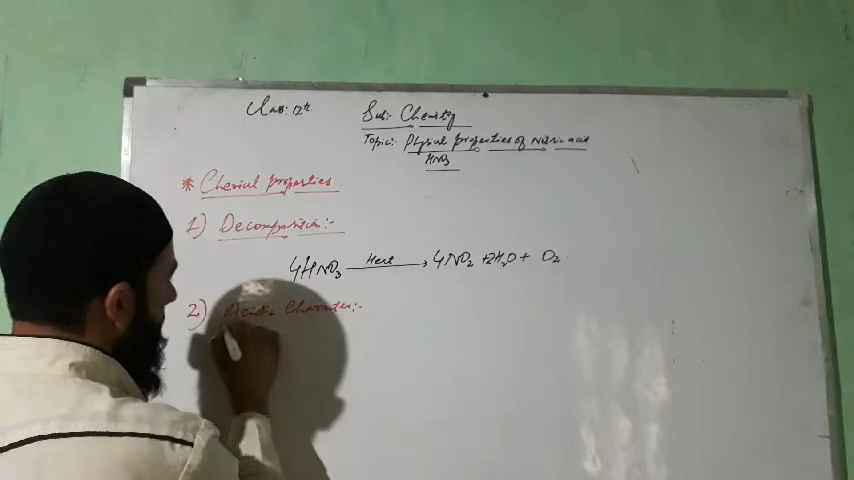 Class: 12th
Sub:- Chemistry
Topic:- Physical properties of Nitric acid
HNO3
* Chemical properties
1) Decomposition:-
4HNO3 Heat → 4NO2 + 2H2O + O2
2) Acidic Character:-